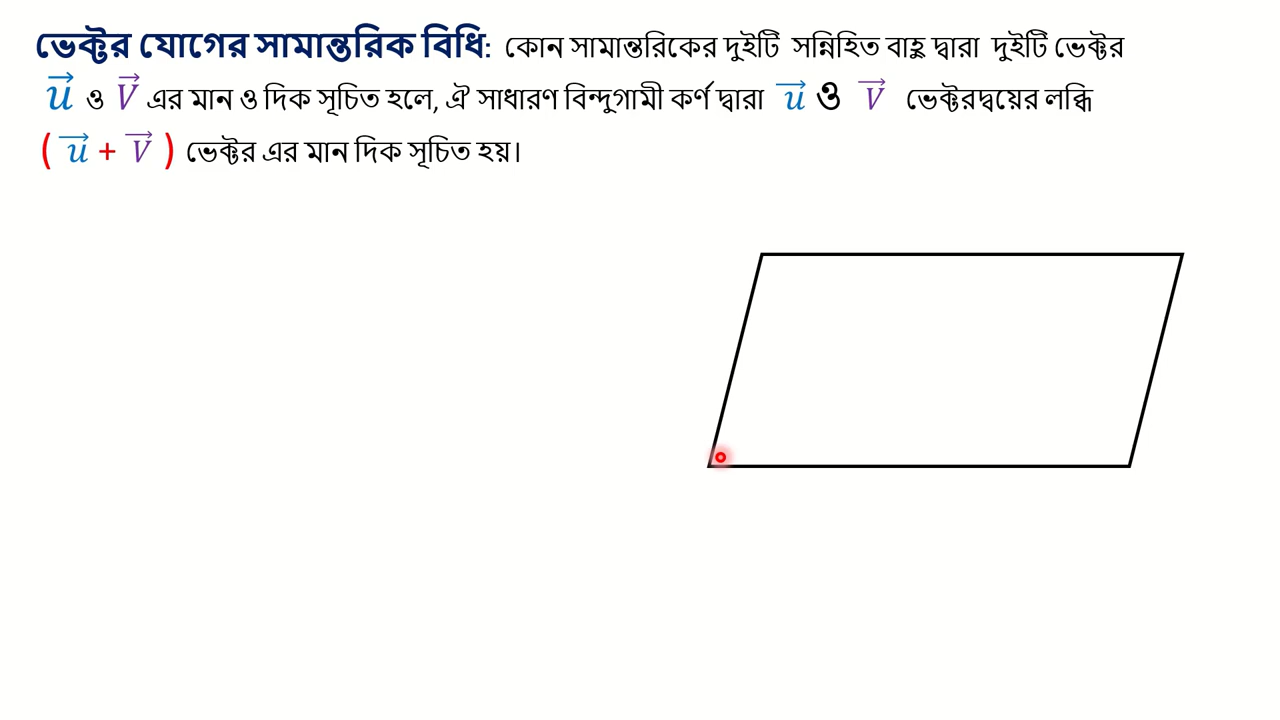 ভেক্টর যোগের সামান্তরিক বিধি: কোন সামান্তরিকের দুইটি সন্নিহিত বাহু দ্বারা দুইটি ভেক্টর
u⃗ ও V⃗ এর মান ও দিক সূচিত হলে, ঐ সাধারণ বিন্দুগামী কর্ণ দ্বারা u⃗ ও V⃗ ভেক্টরদ্বয়ের লব্ধি
( u⃗ + V⃗ ) ভেক্টর এর মান দিক সূচিত হয়।